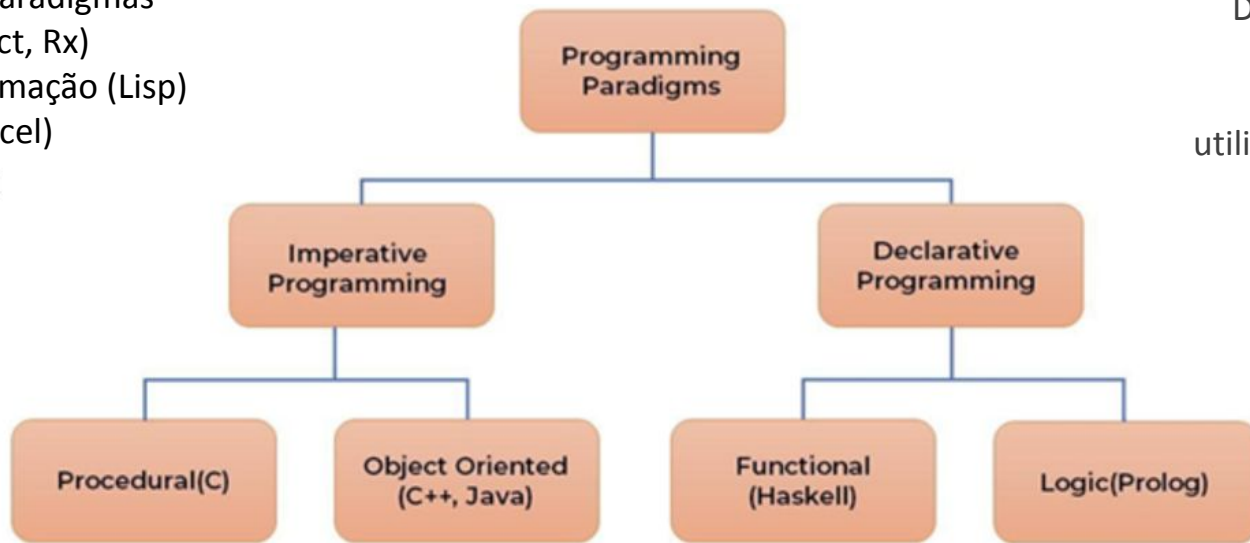 aradigmas
ct, Rx)
mação (Lisp)
cel)
D
utili
Programming
Paradigms
Imperative
Programming
Declarative
Programming
Procedural(C)
Object Oriented
(C++, Java)
Functional
(Haskell)
Logic(Prolog)